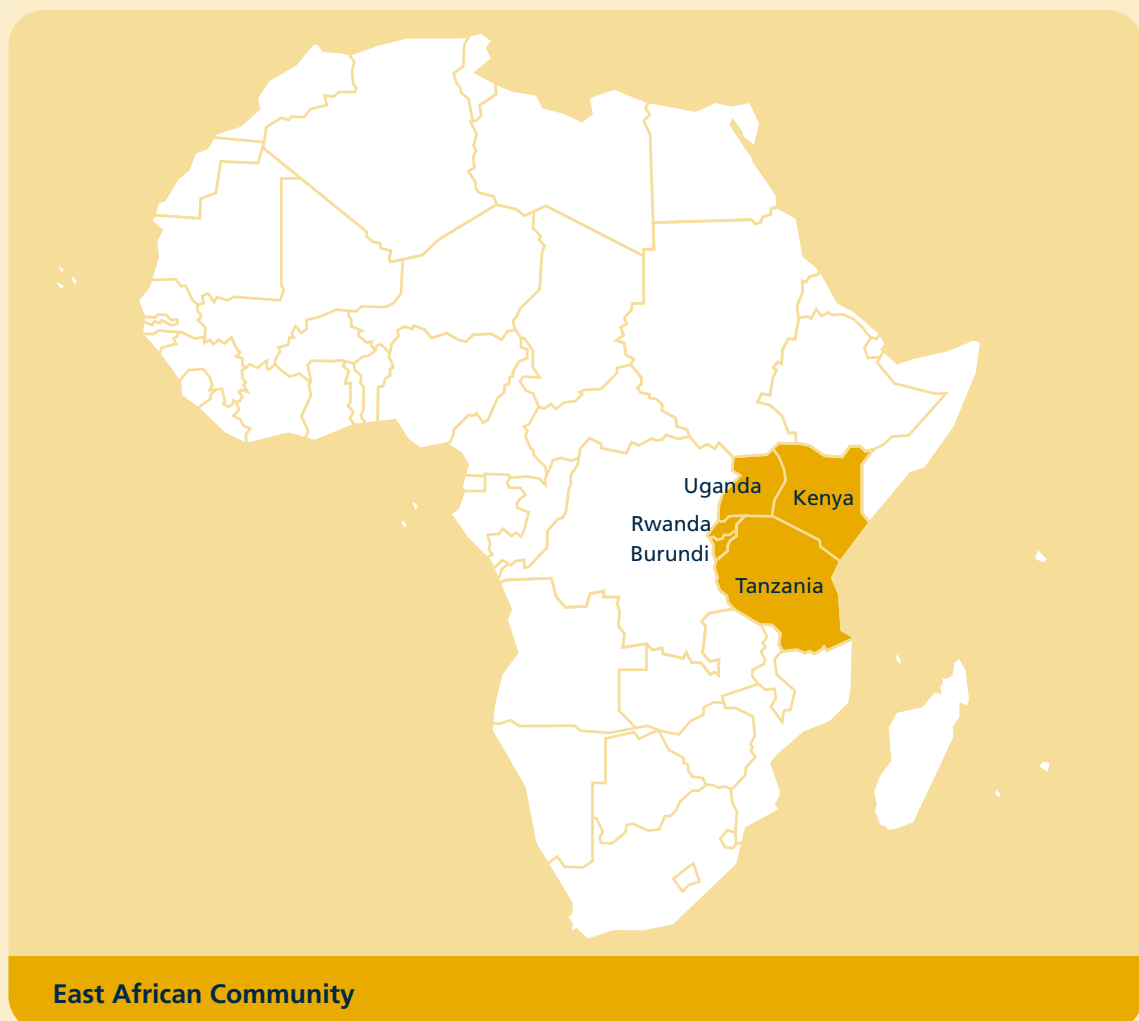 Uganda
Kenya
Rwanda
Burundi
Tanzania
East African Community